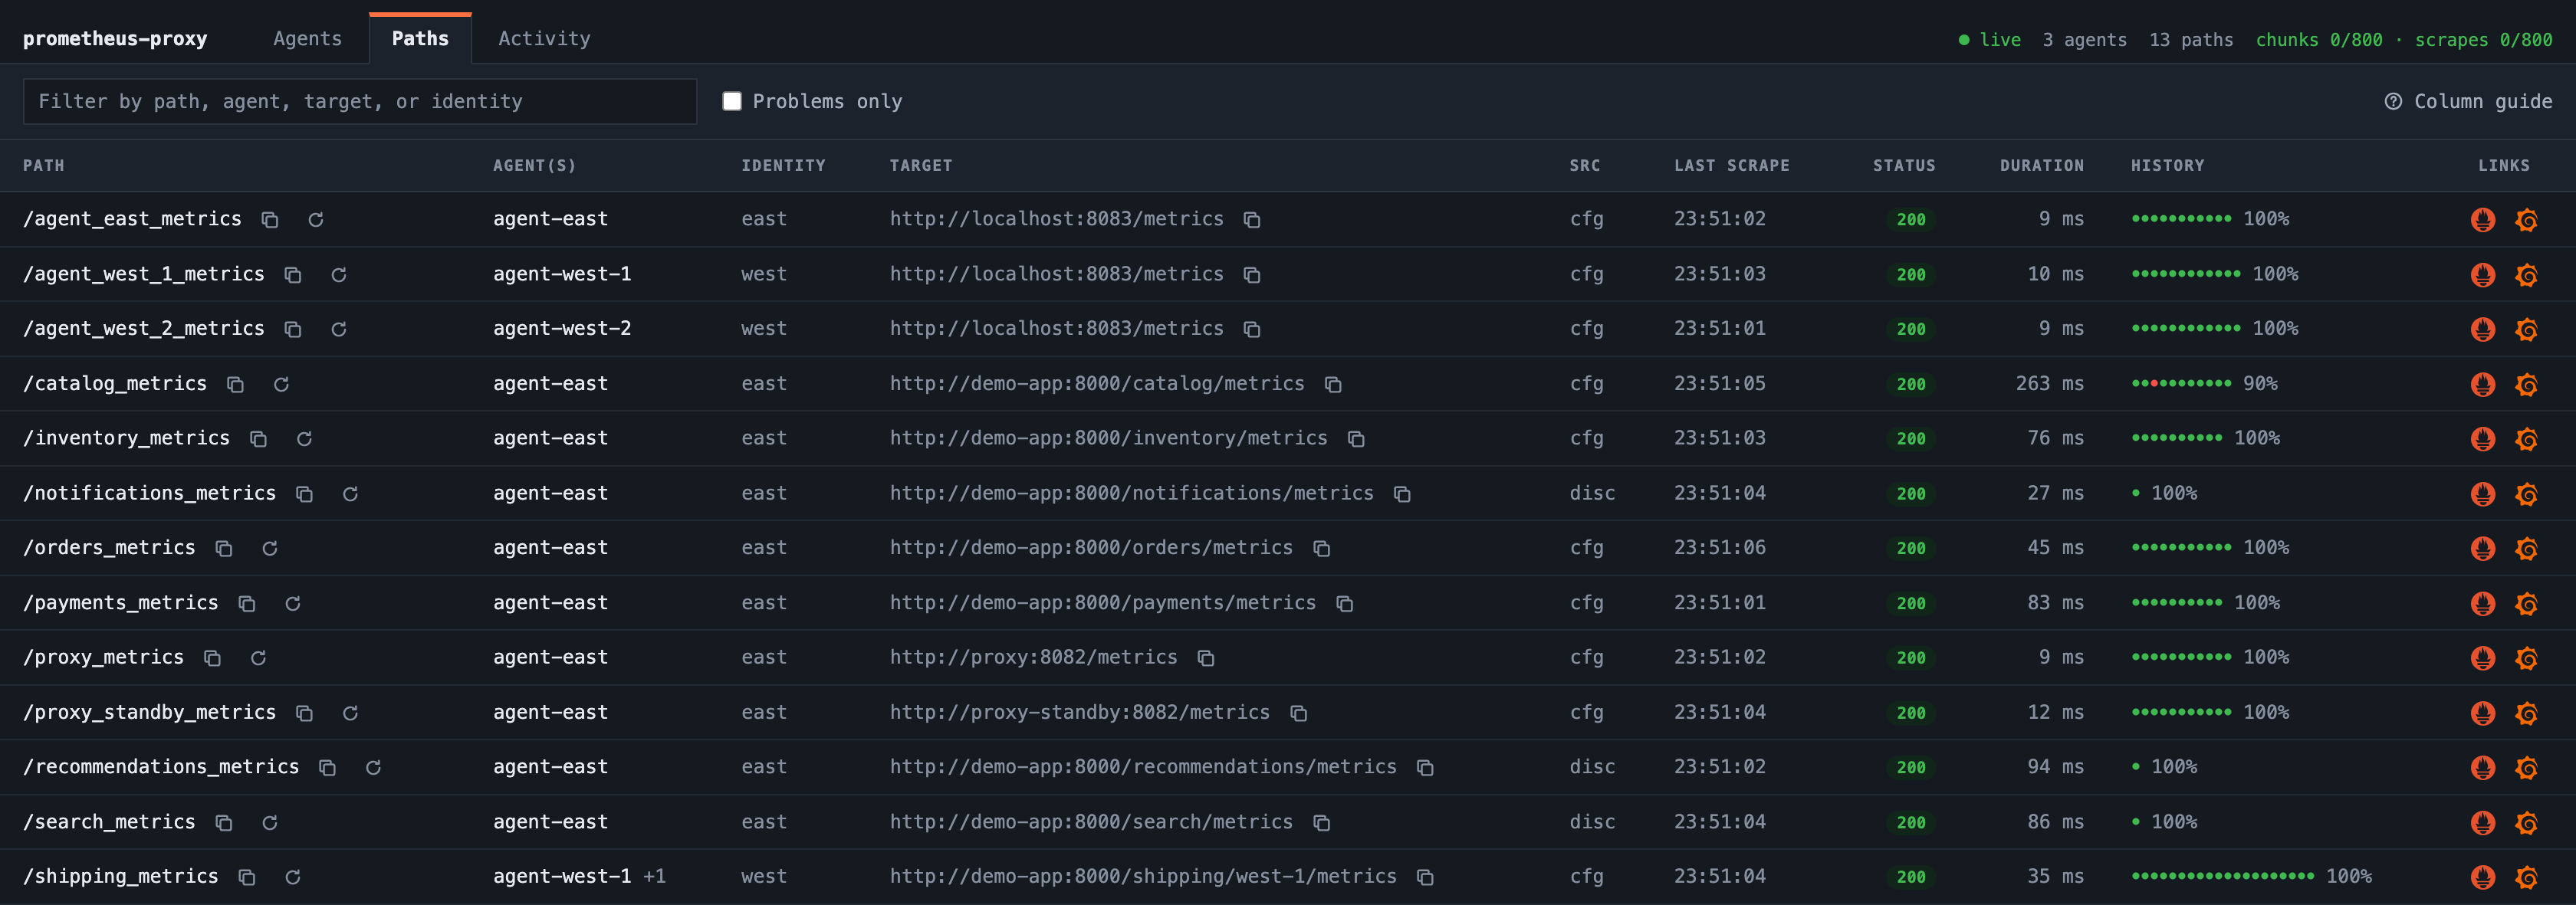 prometheus-proxy Agents Paths Activity live 3 agents 13 paths chunks 0/800 · scrapes 0/800
Filter by path, agent, target, or identity Problems only Column guide
PATH AGENT(S) IDENTITY TARGET SRC LAST SCRAPE STATUS DURATION HISTORY LINKS
/agent_east_metrics agent-east east http://localhost:8083/metrics cfg 23:51:02 200 9 ms 100%
/agent_west_1_metrics agent-west-1 west http://localhost:8083/metrics cfg 23:51:03 200 10 ms 100%
/agent_west_2_metrics agent-west-2 west http://localhost:8083/metrics cfg 23:51:01 200 9 ms 100%
/catalog_metrics agent-east east http://demo-app:8000/catalog/metrics cfg 23:51:05 200 263 ms 90%
/inventory_metrics agent-east east http://demo-app:8000/inventory/metrics cfg 23:51:03 200 76 ms 100%
/notifications_metrics agent-east east http://demo-app:8000/notifications/metrics disc 23:51:04 200 27 ms 100%
/orders_metrics agent-east east http://demo-app:8000/orders/metrics cfg 23:51:06 200 45 ms 100%
/payments_metrics agent-east east http://demo-app:8000/payments/metrics cfg 23:51:01 200 83 ms 100%
/proxy_metrics agent-east east http://proxy:8082/metrics cfg 23:51:02 200 9 ms 100%
/proxy_standby_metrics agent-east east http://proxy-standby:8082/metrics cfg 23:51:04 200 12 ms 100%
/recommendations_metrics agent-east east http://demo-app:8000/recommendations/metrics disc 23:51:02 200 94 ms 100%
/search_metrics agent-east east http://demo-app:8000/search/metrics disc 23:51:04 200 86 ms 100%
/shipping_metrics agent-west-1 +1 west http://demo-app:8000/shipping/west-1/metrics cfg 23:51:04 200 35 ms 100%